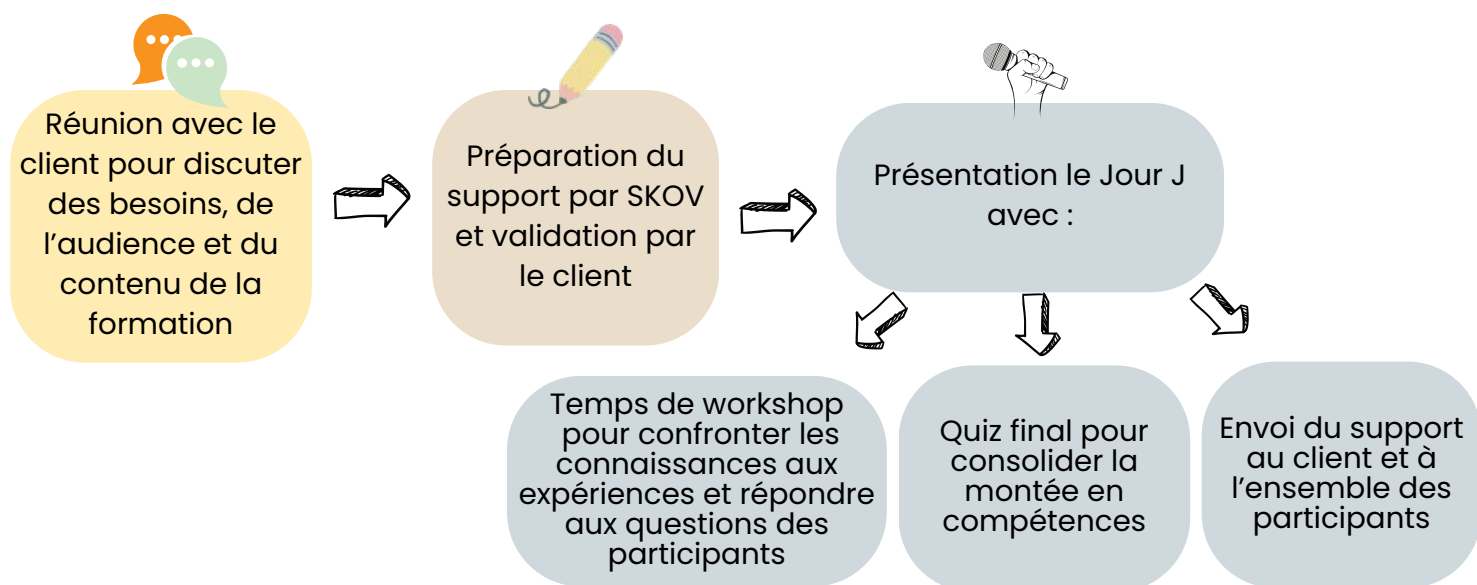 Réunion avec le
client pour discuter
des besoins, de
l’audience et du
contenu de la
formation
Préparation du
support par SKOV
et validation par
le client
Présentation le Jour J
avec :
Temps de workshop
pour confronter les
connaissances aux
expériences et répondre
aux questions des
participants
Quiz final pour
consolider la
montée en
compétences
Envoi du support
au client et à
l’ensemble des
participants